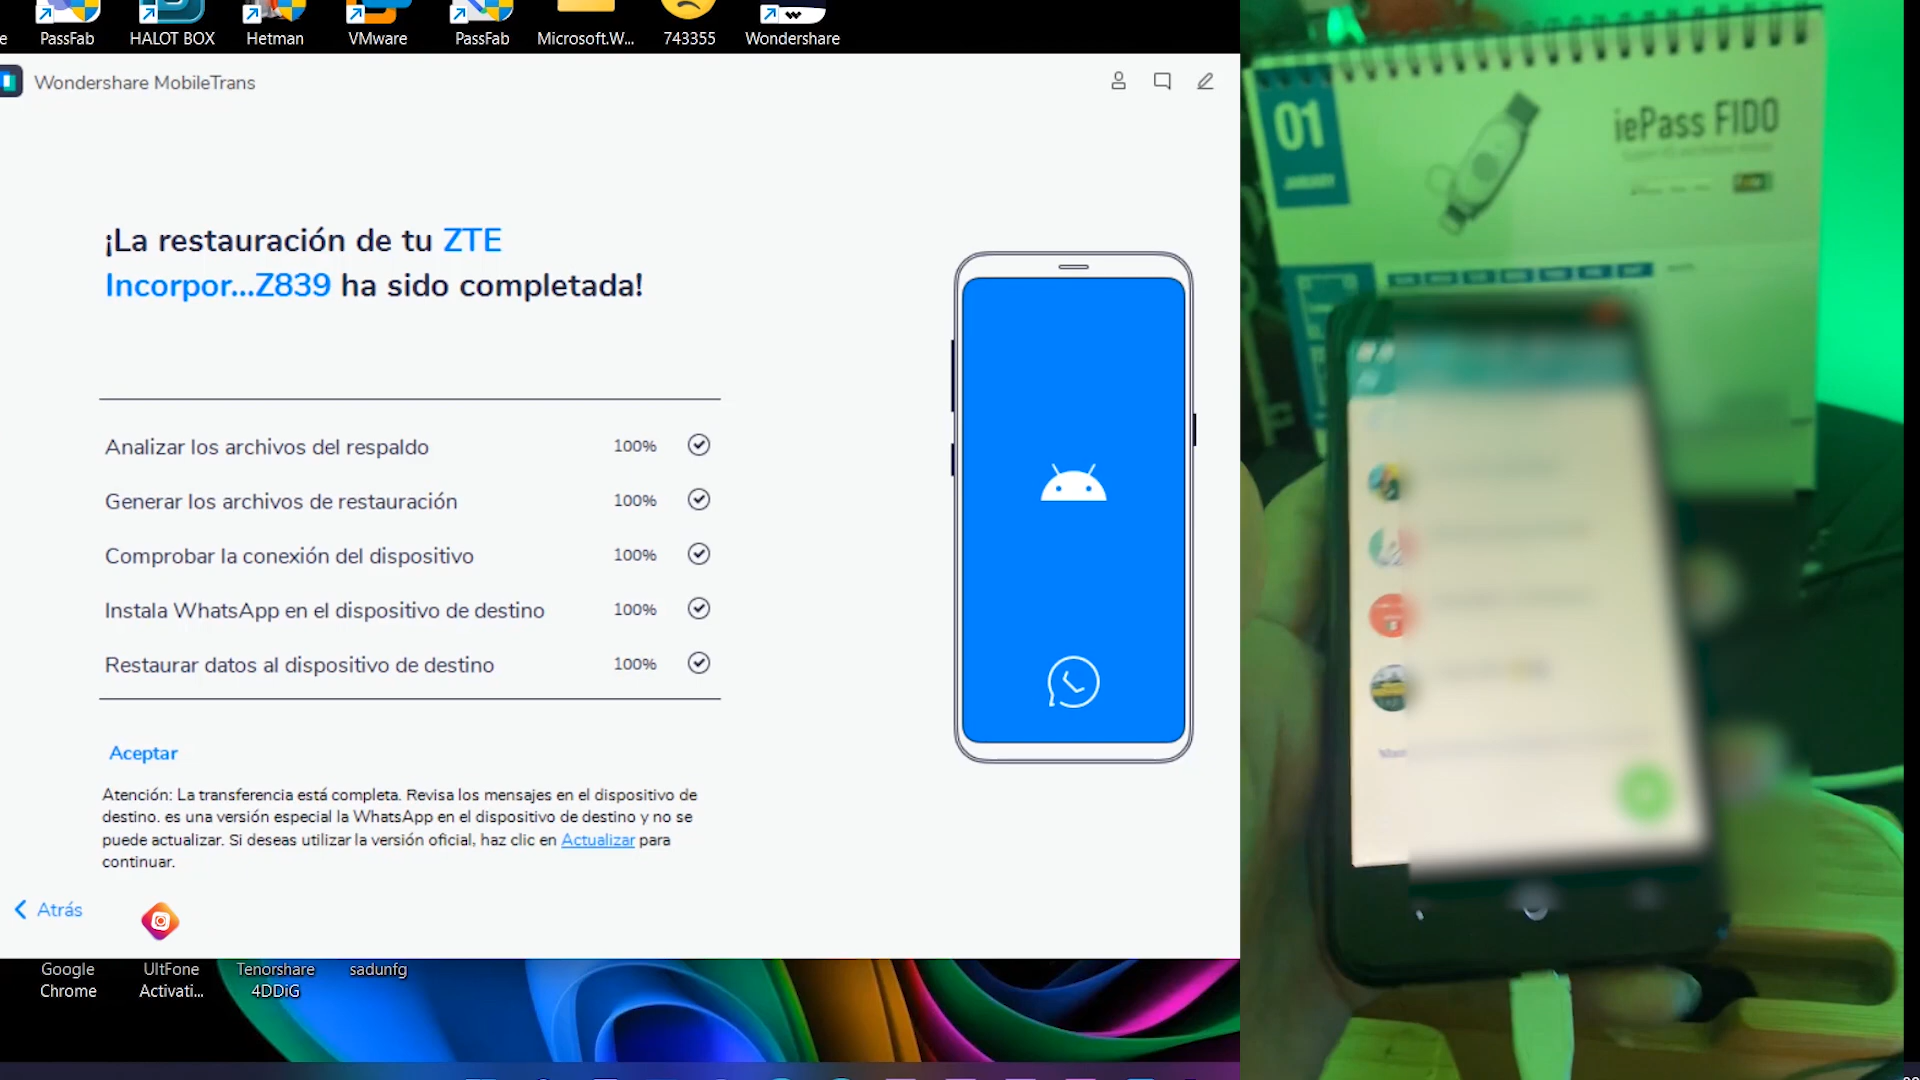 PassFab
HALOT BOX
Hetman
VMware
PassFab
Microsoft.W...
743355
Wondershare
Wondershare MobileTrans
¡La restauración de tu ZTE
Incorpor...Z839 ha sido completada!
Analizar los archivos del respaldo 100%
Generar los archivos de restauración 100%
Comprobar la conexión del dispositivo 100%
Instala WhatsApp en el dispositivo de destino 100%
Restaurar datos al dispositivo de destino 100%
Aceptar
Atención: La transferencia está completa. Revisa los mensajes en el dispositivo de
destino. es una versión especial la WhatsApp en el dispositivo de destino y no se
puede actualizar. Si deseas utilizar la versión oficial, haz clic en Actualizar para
continuar.
Atrás
Google
Chrome
UltFone
Activati...
Tenorshare
4DDiG
sadunfg
01
JANUARY
iePass FIDO